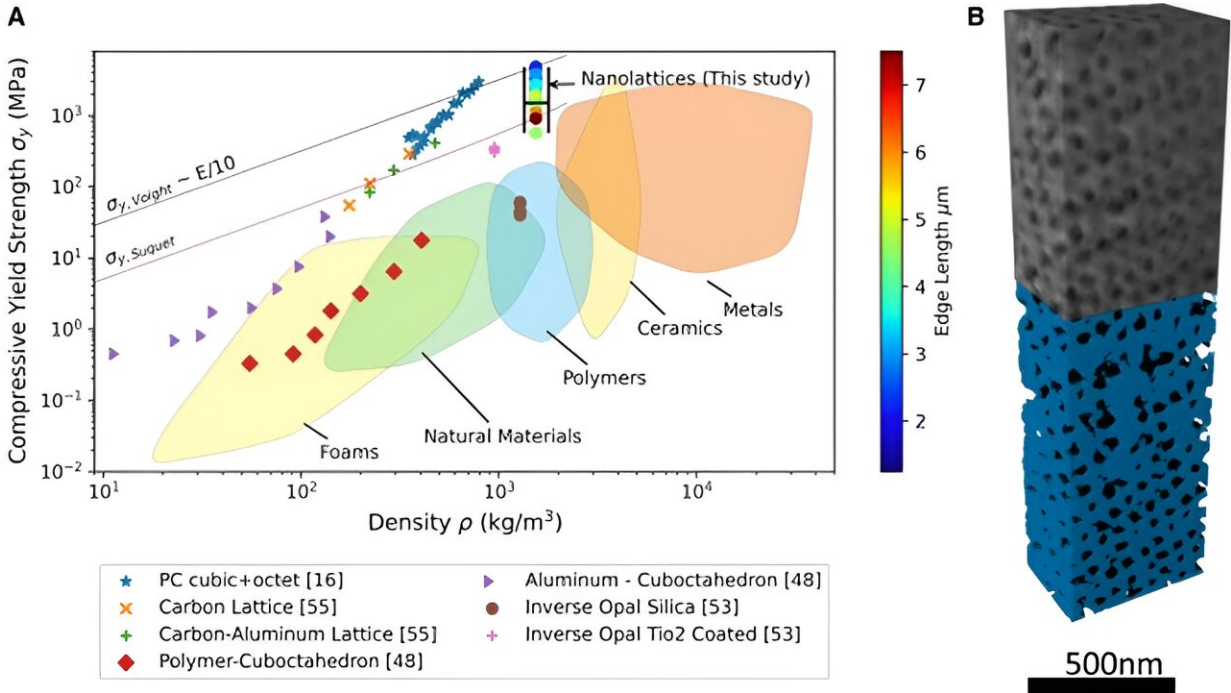 A
B
Compressive Yield Strength σy (MPa)
10³
10²
10¹
10⁰
10⁻¹
10⁻²
σy,Voight ~ E/10
σy,Suquet
Nanolattices (This study)
Metals
Ceramics
Polymers
Natural Materials
Foams
10¹
10²
10³
10⁴
Density ρ (kg/m³)
Edge Length μm
7
6
5
4
3
2
PC cubic+octet [16]
Carbon Lattice [55]
Carbon-Aluminum Lattice [55]
Polymer-Cuboctahedron [48]
Aluminum - Cuboctahedron [48]
Inverse Opal Silica [53]
Inverse Opal Tio2 Coated [53]
500nm